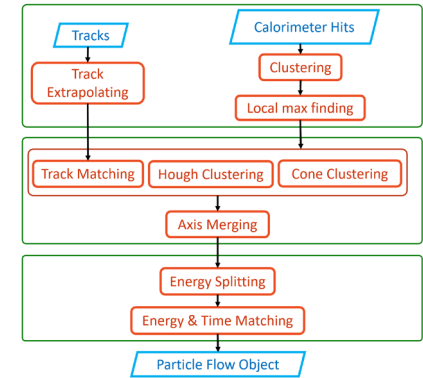 Tracks
Calorimeter Hits
Track
Extrapolating
Clustering
Local max finding
Track Matching
Hough Clustering
Cone Clustering
Axis Merging
Energy Splitting
Energy & Time Matching
Particle Flow Object